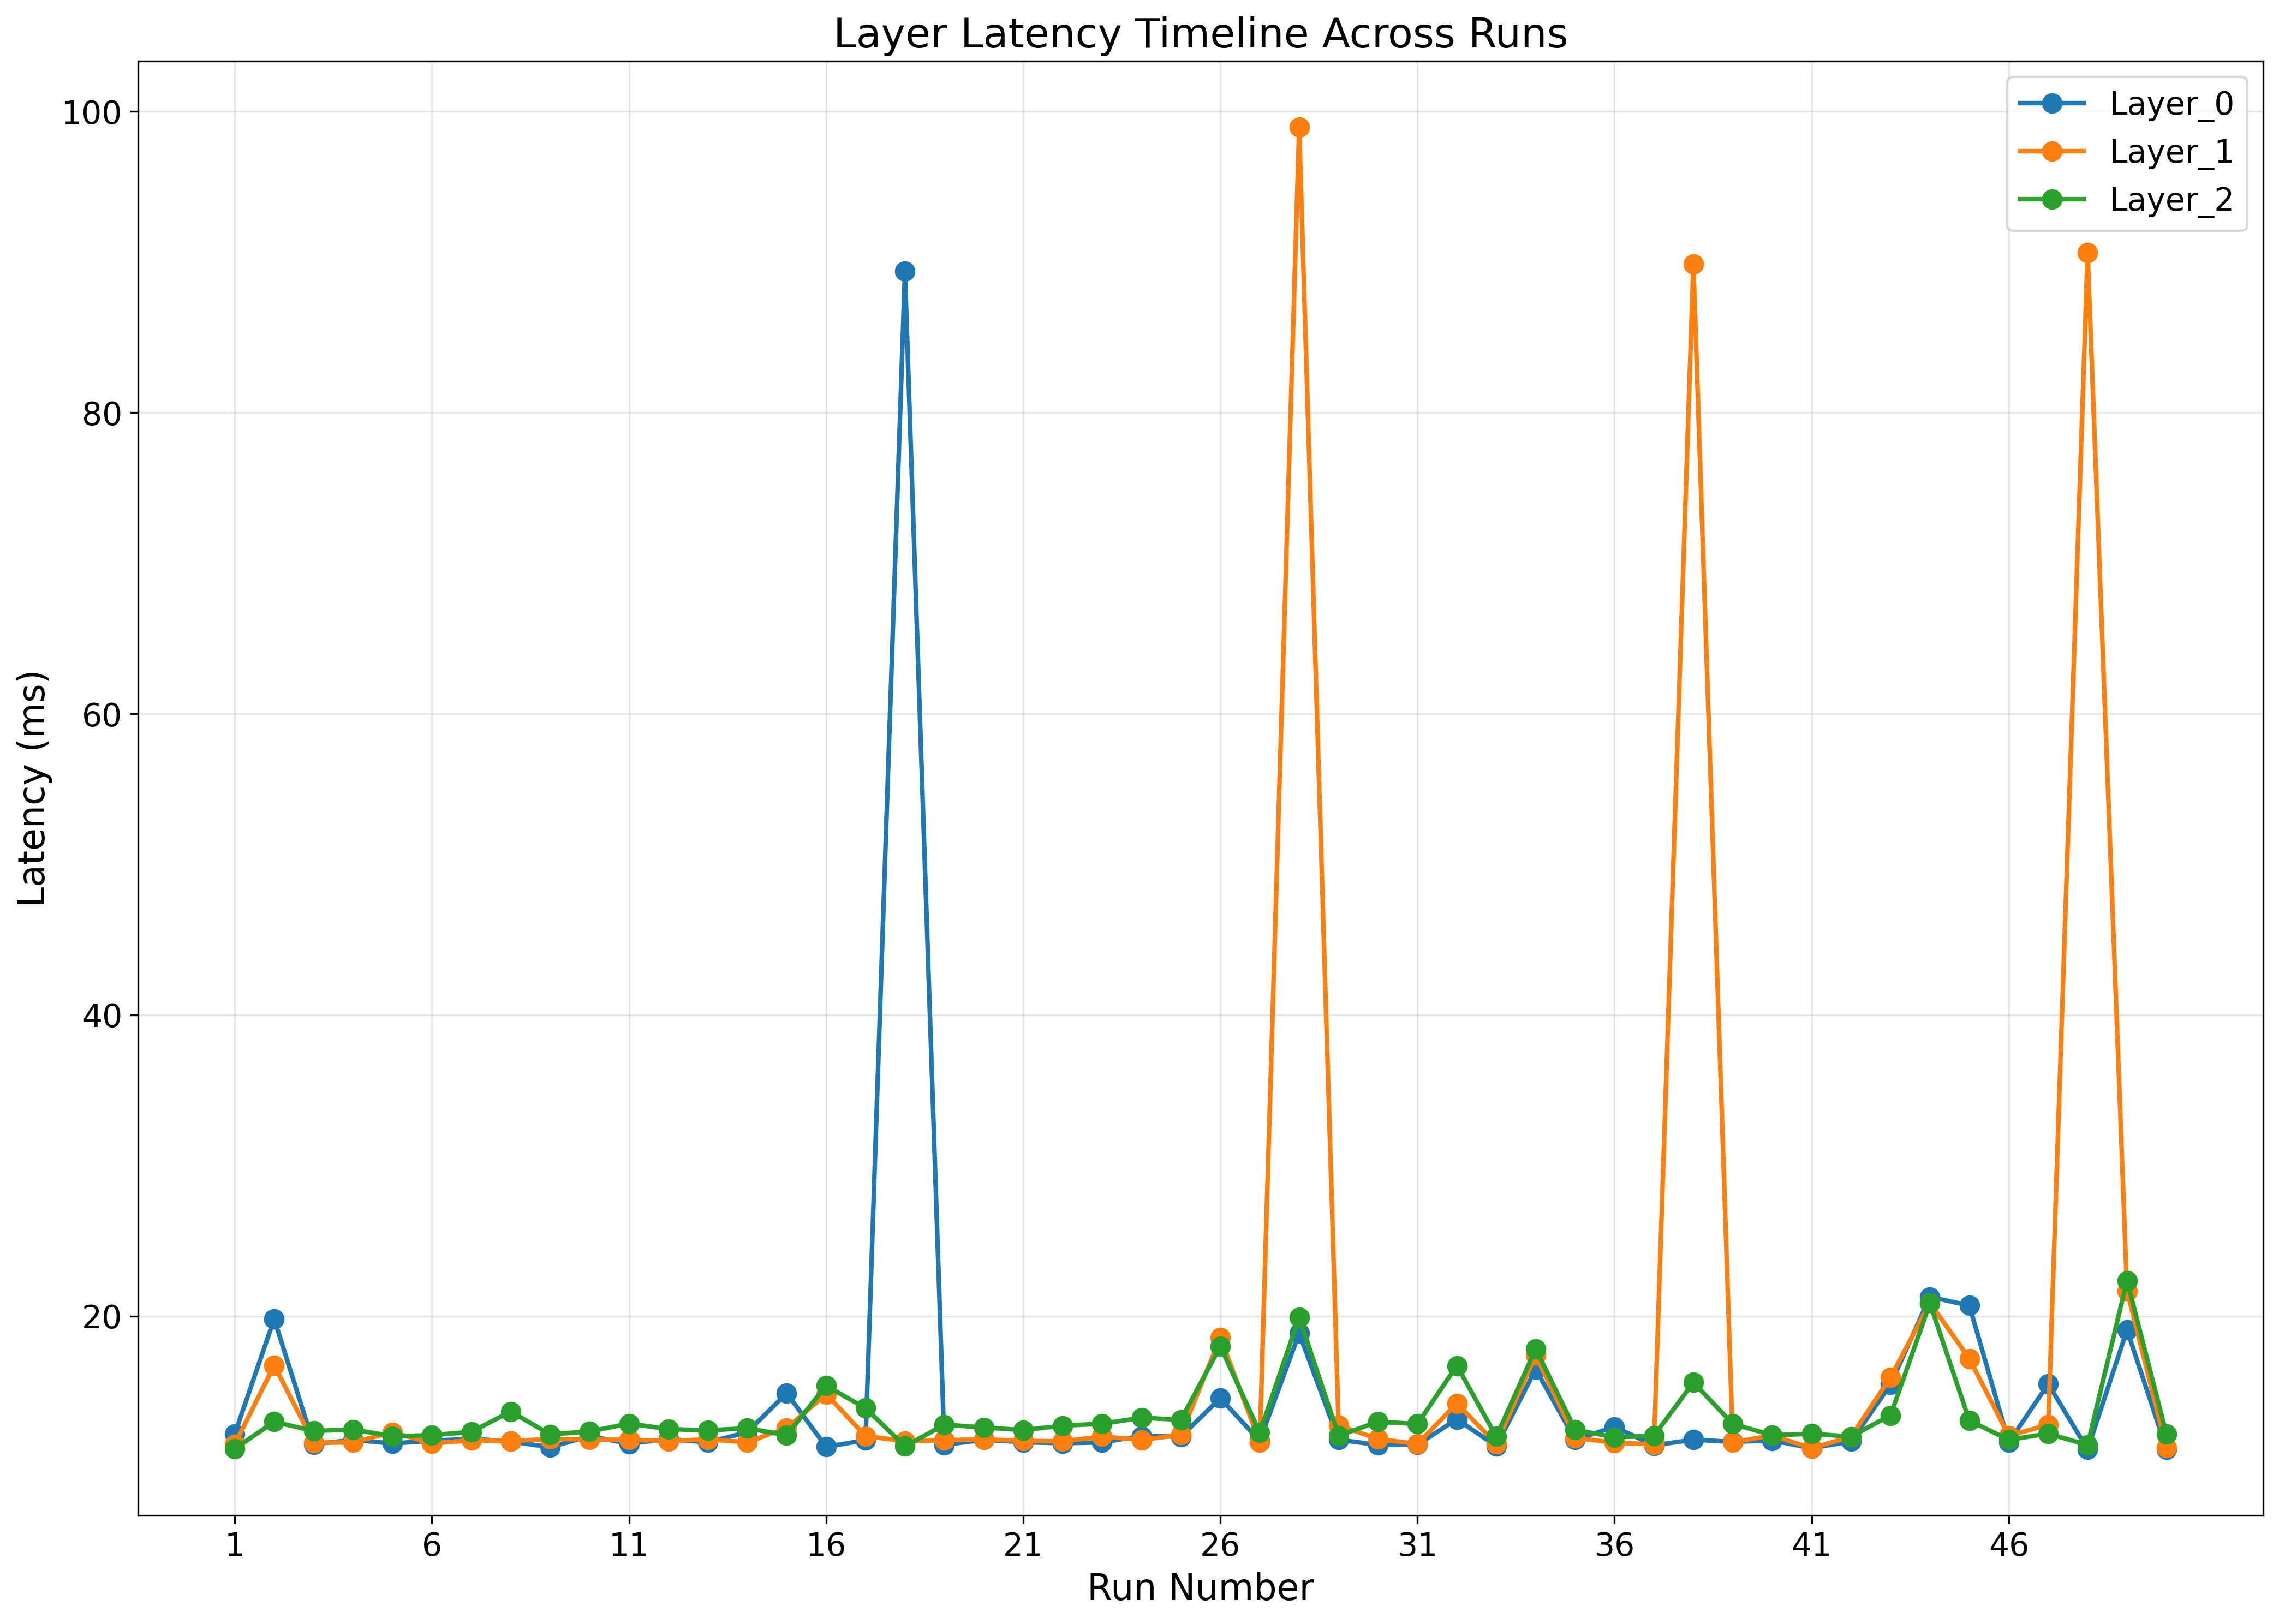 Layer Latency Timeline Across Runs
Layer_0
Layer_1
Layer_2
100
80
60
40
20
Latency (ms)
1 6 11 16 21 26 31 36 41 46
Run Number